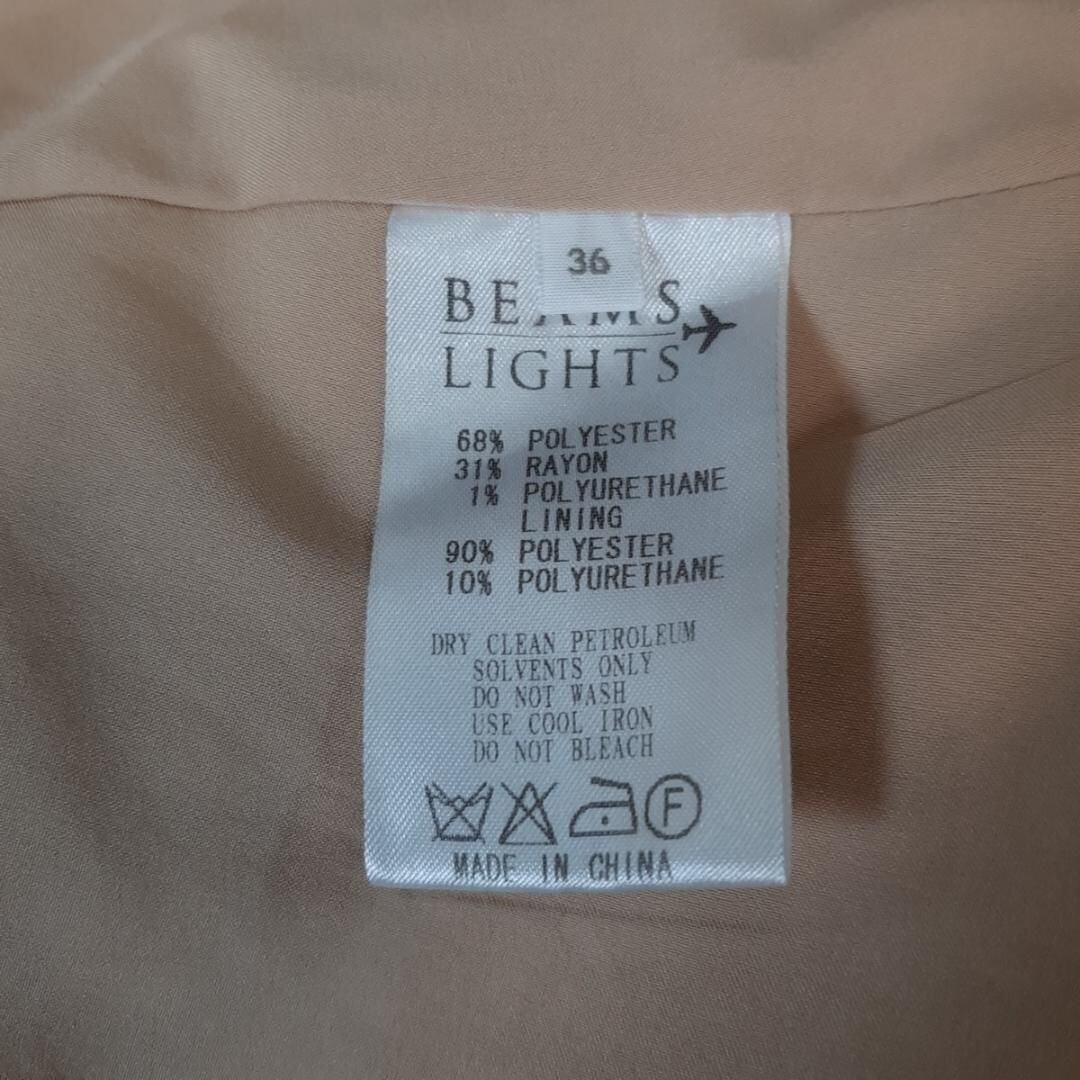 36
BEAMS
LIGHTS
68% POLYESTER
31% RAYON
1% POLYURETHANE
LINING
90% POLYESTER
10% POLYURETHANE
DRY CLEAN PETROLEUM
SOLVENTS ONLY
DO NOT WASH
USE COOL IRON
DO NOT BLEACH
F
MADE IN CHINA